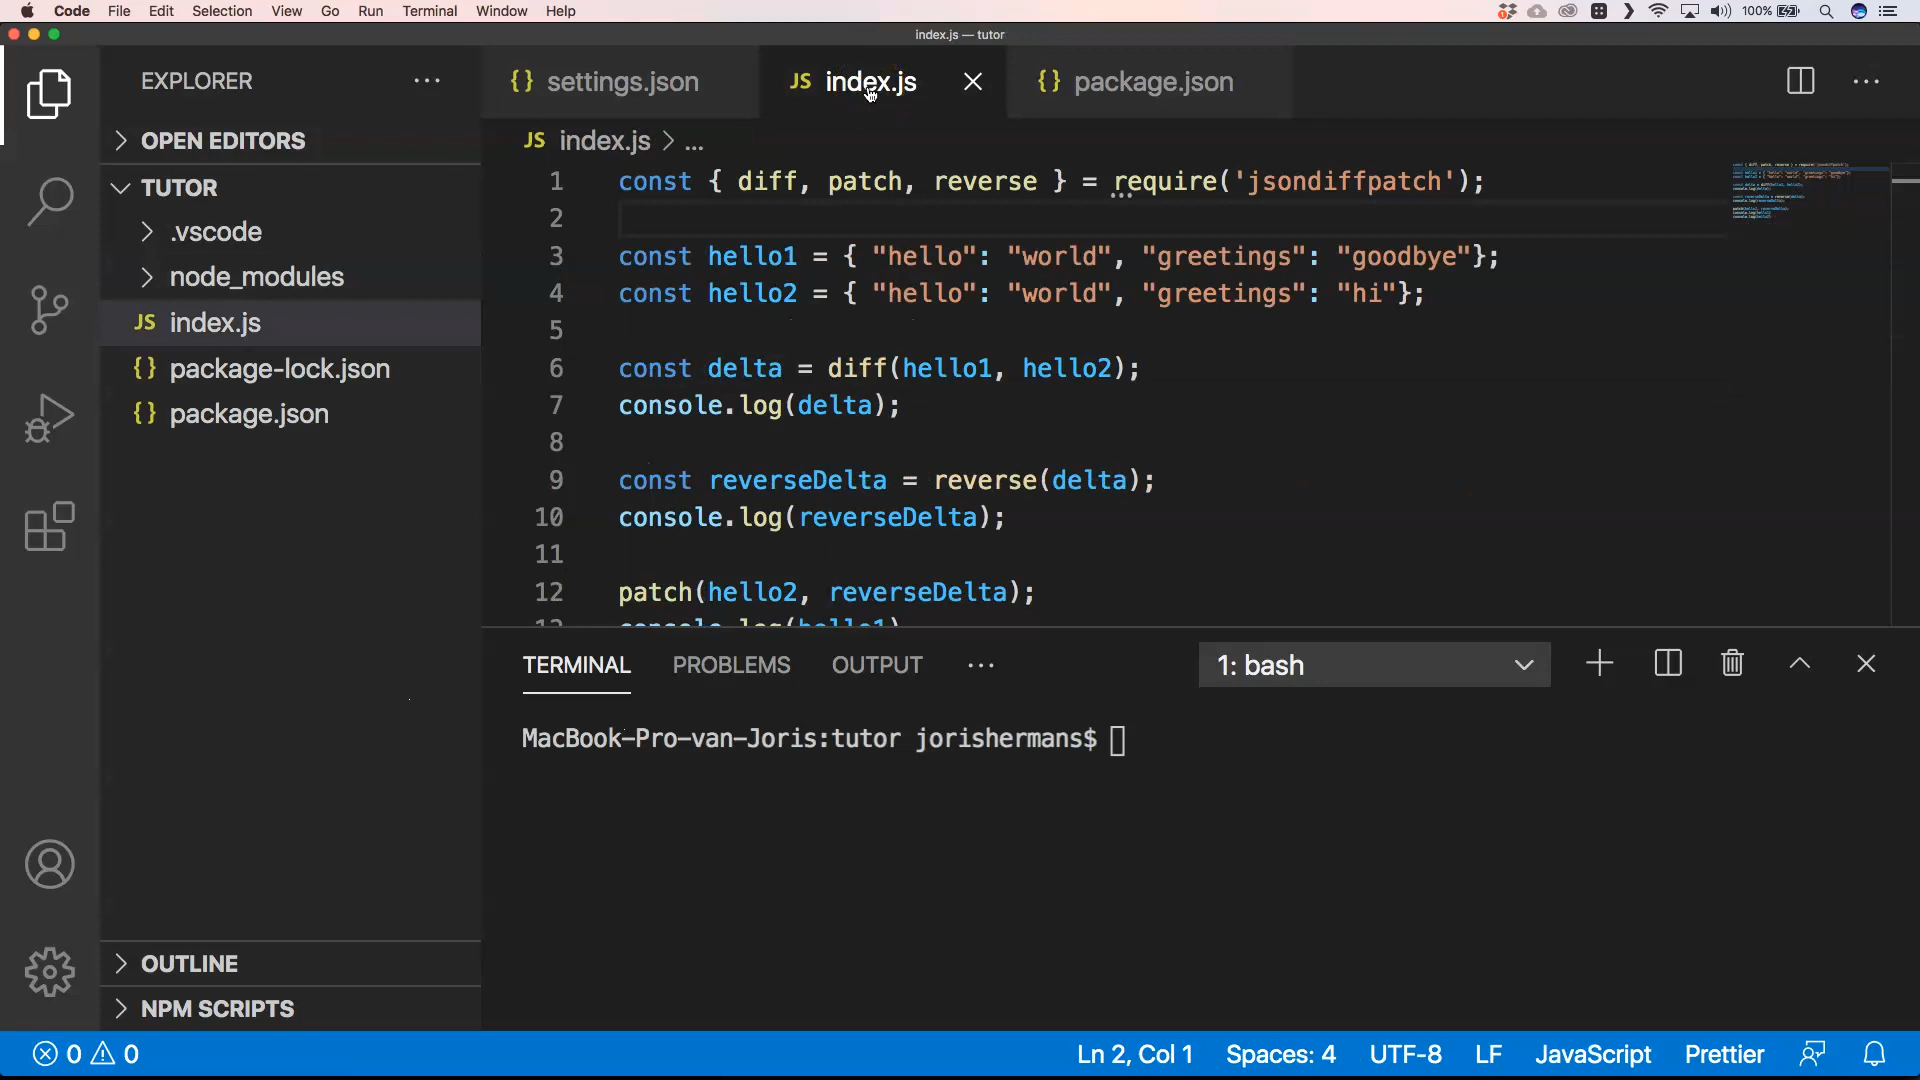 Code File Edit Selection View Go Run Terminal Window Help 100%
index.js — tutor
EXPLORER
OPEN EDITORS
TUTOR
.vscode
node_modules
JS index.js
{} package-lock.json
{} package.json
OUTLINE
NPM SCRIPTS
{} settings.json JS index.js {} package.json
JS index.js > ...
1 const { diff, patch, reverse } = require('jsondiffpatch');
2
3 const hello1 = { "hello": "world", "greetings": "goodbye"};
4 const hello2 = { "hello": "world", "greetings": "hi"};
5
6 const delta = diff(hello1, hello2);
7 console.log(delta);
8
9 const reverseDelta = reverse(delta);
10 console.log(reverseDelta);
11
12 patch(hello2, reverseDelta);
13 console.log(hello1)
TERMINAL PROBLEMS OUTPUT ... 1: bash
MacBook-Pro-van-Joris:tutor jorishermans$
0 0 Ln 2, Col 1 Spaces: 4 UTF-8 LF JavaScript Prettier